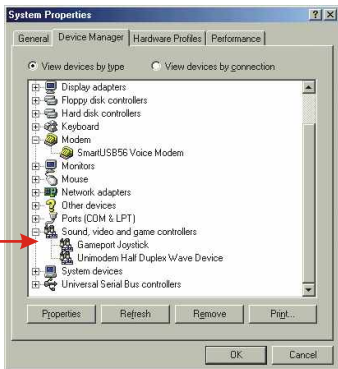 System Properties
General Device Manager Hardware Profiles Performance
View devices by type View devices by connection
Display adapters
Floppy disk controllers
Hard disk controllers
Keyboard
Modem
SmartUSB56 Voice Modem
Monitors
Mouse
Network adapters
Other devices
Ports (COM & LPT)
Sound, video and game controllers
Gameport Joystick
Unimodem Half Duplex Wave Device
System devices
Universal Serial Bus controllers
Properties Refresh Remove Print...
OK Cancel